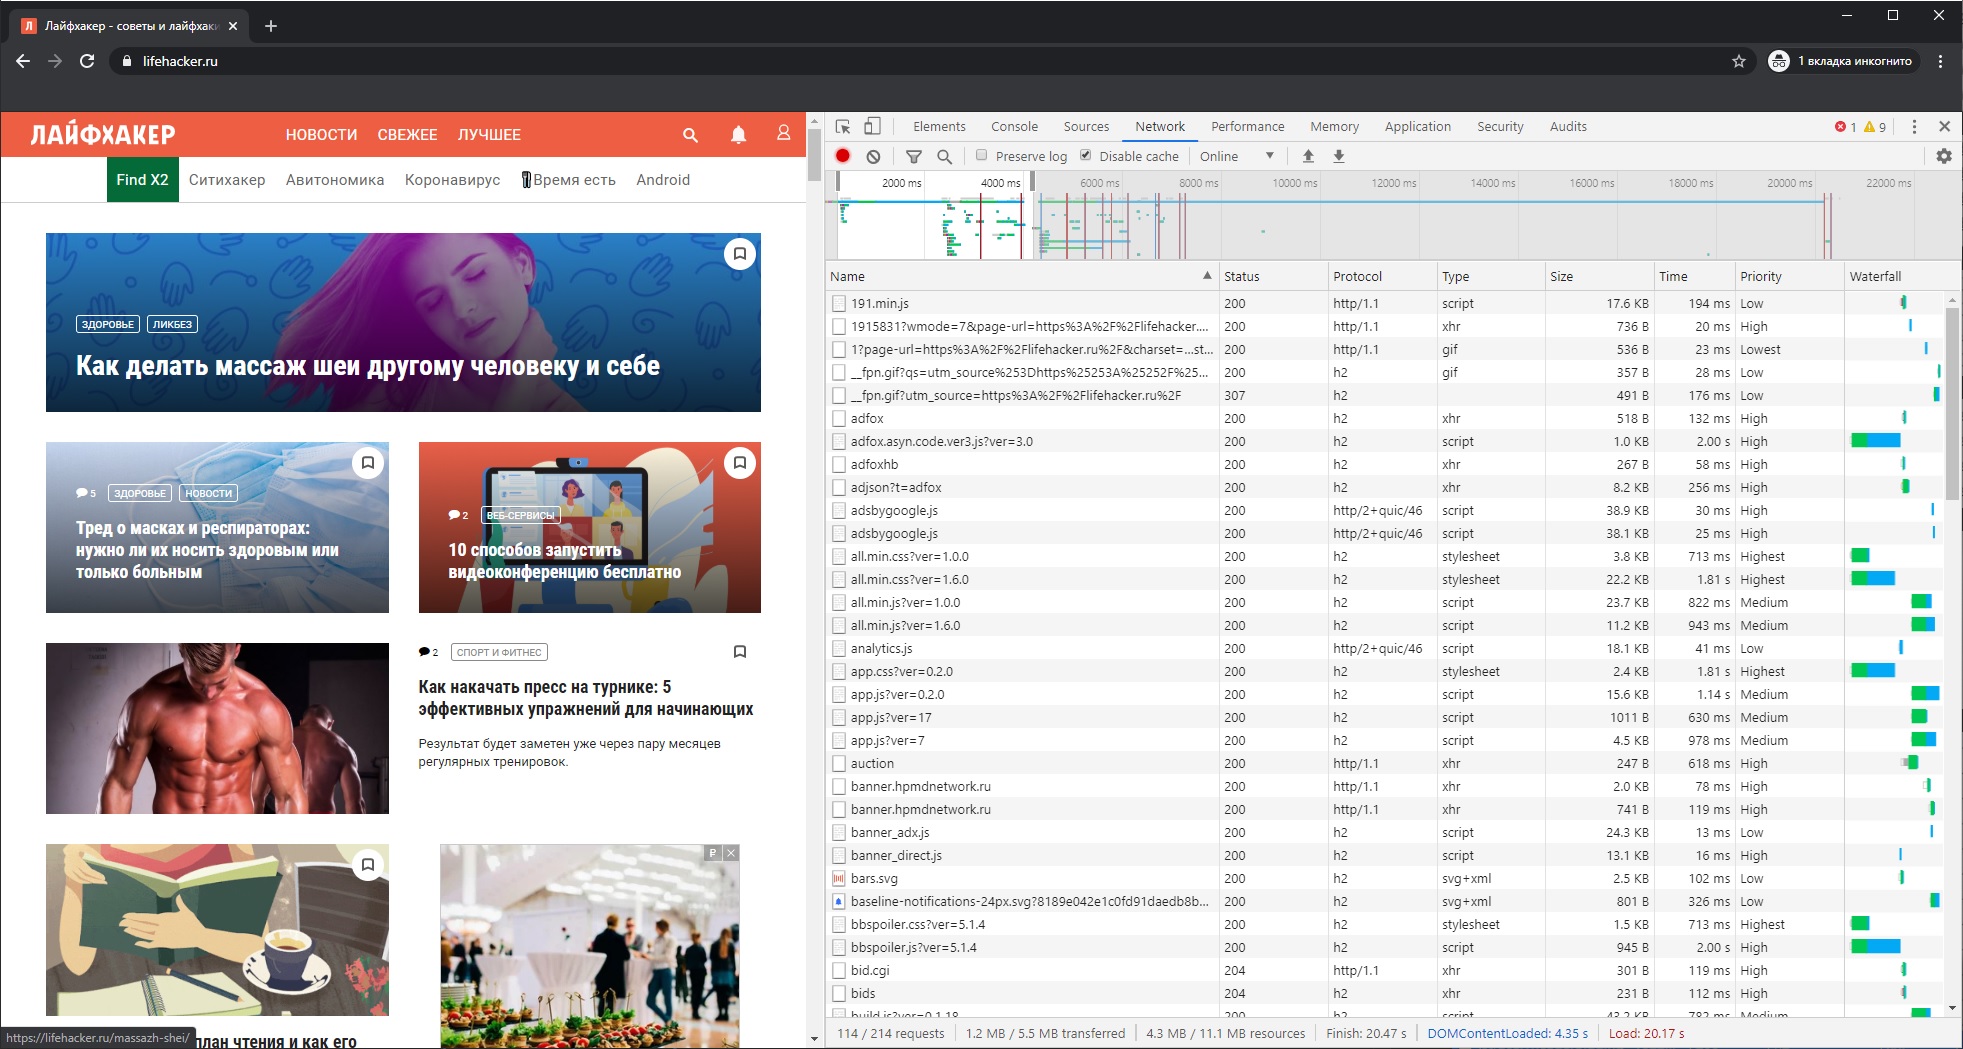 Лайфхакер - советы и лайфхаки
lifehacker.ru
1 вкладка инкогнито
ЛАЙФХАКЕР
НОВОСТИ СВЕЖЕЕ ЛУЧШЕЕ
Find X2 Ситихакер Авитономика Коронавирус Время есть Android
ЗДОРОВЬЕ ЛИКБЕЗ
Как делать массаж шеи другому человеку и себе
5 ЗДОРОВЬЕ НОВОСТИ
Тред о масках и респираторах:
нужно ли их носить здоровым или
только больным
2 ВЕБ-СЕРВИСЫ
10 способов запустить
видеоконференцию бесплатно
2 СПОРТ И ФИТНЕС
Как накачать пресс на турнике: 5
эффективных упражнений для начинающих
Результат будет заметен уже через пару месяцев
регулярных тренировок.
план чтения и как его
https://lifehacker.ru/massazh-shei/
Elements Console Sources Network Performance Memory Application Security Audits 1 9
Preserve log Disable cache Online
2000 ms 4000 ms 6000 ms 8000 ms 10000 ms 12000 ms 14000 ms 16000 ms 18000 ms 20000 ms 22000 ms
Name Status Protocol Type Size Time Priority Waterfall
191.min.js 200 http/1.1 script 17.6 KB 194 ms Low
1915831?wmode=7&page-url=https%3A%2F%2Flifehacker.... 200 http/1.1 xhr 736 B 20 ms High
1?page-url=https%3A%2F%2Flifehacker.ru%2F&charset=...st... 200 http/1.1 gif 536 B 23 ms Lowest
__fpn.gif?qs=utm_source%253Dhttps%25253A%25252F%25... 200 h2 gif 357 B 28 ms Low
__fpn.gif?utm_source=https%3A%2F%2Flifehacker.ru%2F 307 h2 491 B 176 ms Low
adfox 200 h2 xhr 518 B 132 ms High
adfox.asyn.code.ver3.js?ver=3.0 200 h2 script 1.0 KB 2.00 s High
adfoxhb 200 h2 xhr 267 B 58 ms High
adjson?t=adfox 200 h2 xhr 8.2 KB 256 ms High
adsbygoogle.js 200 http/2+quic/46 script 38.9 KB 30 ms High
adsbygoogle.js 200 http/2+quic/46 script 38.1 KB 25 ms High
all.min.css?ver=1.0.0 200 h2 stylesheet 3.8 KB 713 ms Highest
all.min.css?ver=1.6.0 200 h2 stylesheet 22.2 KB 1.81 s Highest
all.min.js?ver=1.0.0 200 h2 script 23.7 KB 822 ms Medium
all.min.js?ver=1.6.0 200 h2 script 11.2 KB 943 ms Medium
analytics.js 200 http/2+quic/46 script 18.1 KB 41 ms Low
app.css?ver=0.2.0 200 h2 stylesheet 2.4 KB 1.81 s Highest
app.js?ver=0.2.0 200 h2 script 15.6 KB 1.14 s Medium
app.js?ver=17 200 h2 script 1011 B 630 ms Medium
app.js?ver=7 200 h2 script 4.5 KB 978 ms Medium
auction 200 http/1.1 xhr 247 B 618 ms High
banner.hpmdnetwork.ru 200 http/1.1 xhr 2.0 KB 78 ms High
banner.hpmdnetwork.ru 200 http/1.1 xhr 741 B 119 ms High
banner_adx.js 200 h2 script 24.3 KB 13 ms Low
banner_direct.js 200 h2 script 13.1 KB 16 ms High
bars.svg 200 h2 svg+xml 2.5 KB 102 ms Low
baseline-notifications-24px.svg?8189e042e1c0fd91daedb8b... 200 h2 svg+xml 801 B 326 ms Low
bbspoiler.css?ver=5.1.4 200 h2 stylesheet 1.5 KB 713 ms Highest
bbspoiler.js?ver=5.1.4 200 h2 script 945 B 2.00 s High
bid.cgi 204 http/1.1 xhr 301 B 119 ms High
bids 204 h2 xhr 231 B 112 ms High
build.js?ver=0.1.18 200 h2 script 43.2 KB 782 ms Medium
114 / 214 requests 1.2 MB / 5.5 MB transferred 4.3 MB / 11.1 MB resources Finish: 20.47 s DOMContentLoaded: 4.35 s Load: 20.17 s